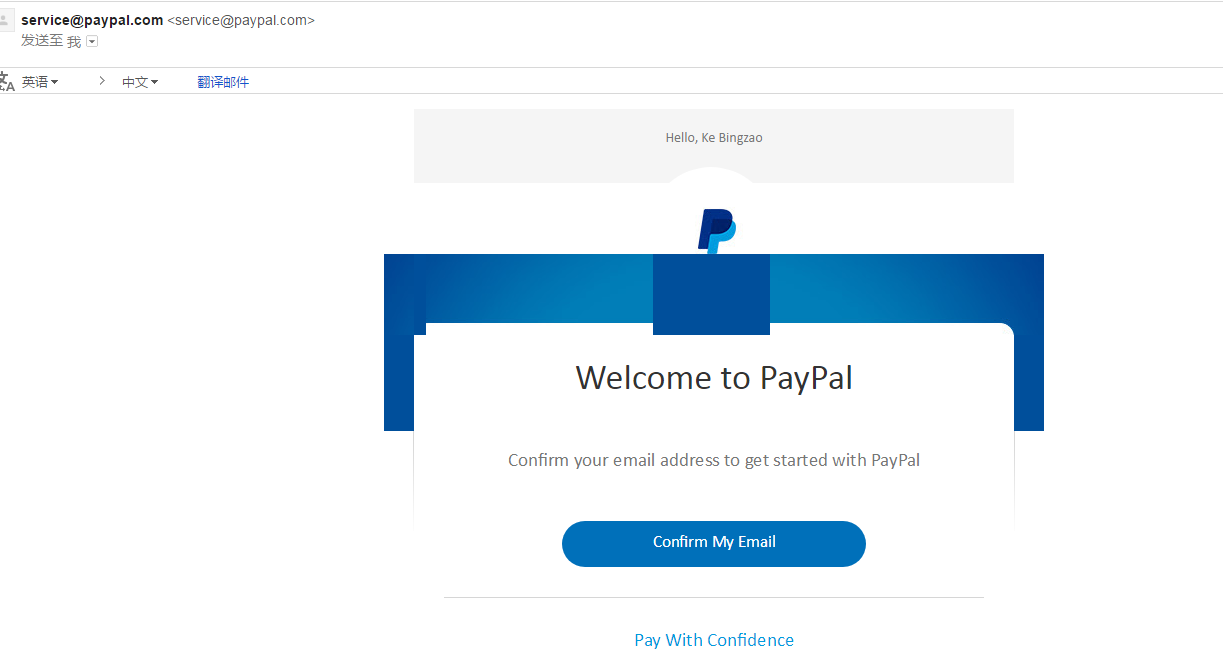 service@paypal.com <service@paypal.com>
发送至 我
英语 中文 翻译邮件
Hello, Ke Bingzao
Welcome to PayPal
Confirm your email address to get started with PayPal
Confirm My Email
Pay With Confidence